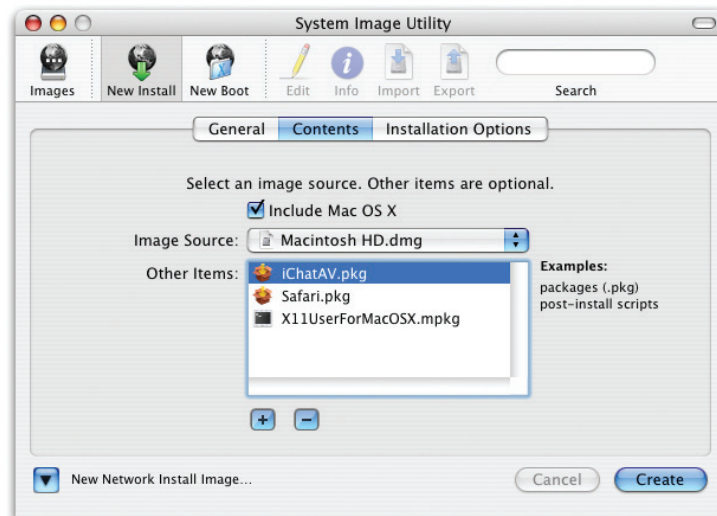 System Image Utility
Images New Install New Boot Edit Info Import Export Search
General Contents Installation Options
Select an image source. Other items are optional.
Include Mac OS X
Image Source: Macintosh HD.dmg
Other Items: iChatAV.pkg
Safari.pkg
X11UserForMacOSX.mpkg
Examples:
packages (.pkg)
post-install scripts
New Network Install Image...
Cancel Create